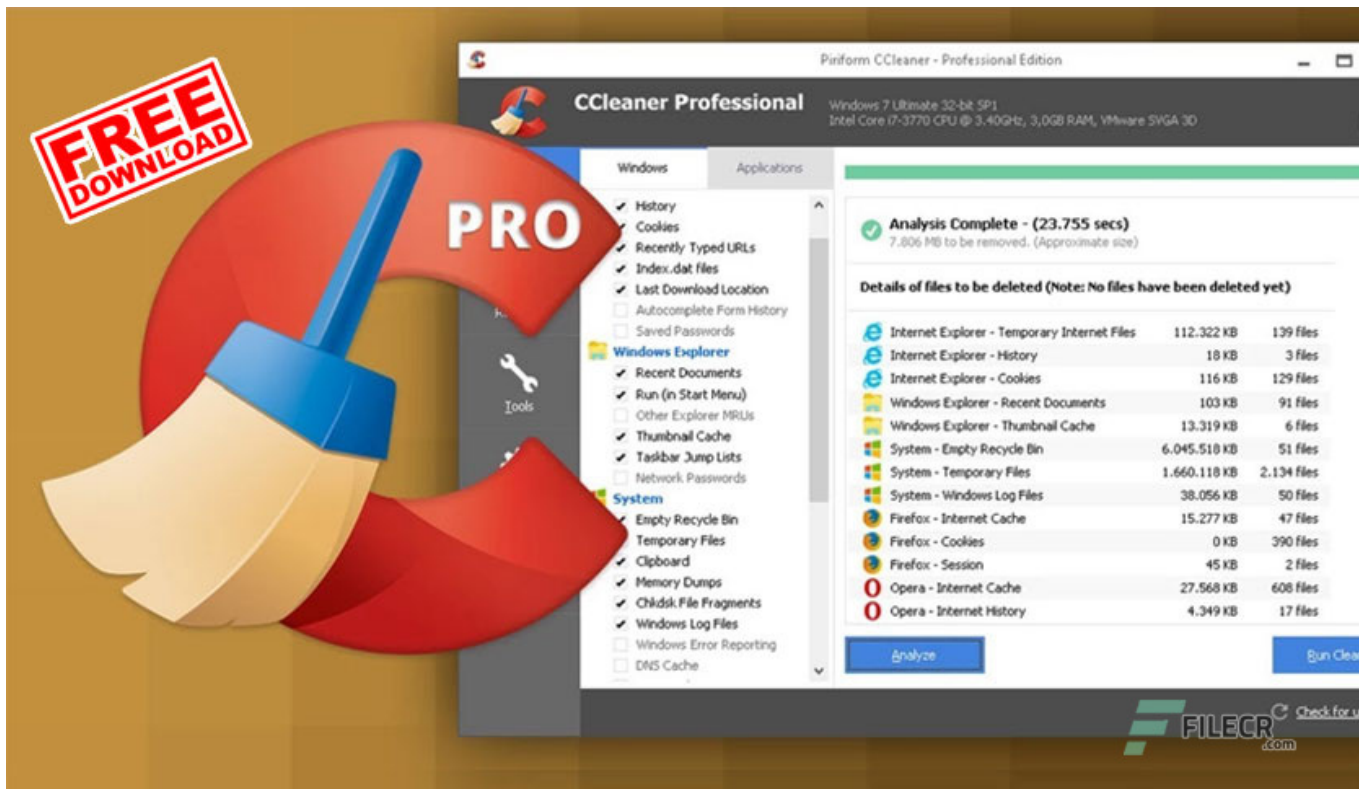 FREE
DOWNLOAD
PRO
Piriform CCleaner - Professional Edition
CCleaner Professional
Windows 7 Ultimate 32-bit SP1
Intel Core i7-3770 CPU @ 3.40GHz, 3,0GB RAM, VMware SVGA 3D
Windows
Applications
History
Cookies
Recently Typed URLs
Index.dat files
Last Download Location
Autocomplete Form History
Saved Passwords
Windows Explorer
Recent Documents
Run (in Start Menu)
Other Explorer MRUs
Thumbnail Cache
Taskbar Jump Lists
Network Passwords
System
Empty Recycle Bin
Temporary Files
Clipboard
Memory Dumps
Chkdsk File Fragments
Windows Log Files
Windows Error Reporting
DNS Cache
Tools
Analysis Complete - (23.755 secs)
7.806 MB to be removed. (Approximate size)
Details of files to be deleted (Note: No files have been deleted yet)
Internet Explorer - Temporary Internet Files 112.322 KB 139 files
Internet Explorer - History 18 KB 3 files
Internet Explorer - Cookies 116 KB 129 files
Windows Explorer - Recent Documents 103 KB 91 files
Windows Explorer - Thumbnail Cache 13.319 KB 6 files
System - Empty Recycle Bin 6.045.518 KB 51 files
System - Temporary Files 1.660.118 KB 2.134 files
System - Windows Log Files 38.056 KB 50 files
Firefox - Internet Cache 15.277 KB 47 files
Firefox - Cookies 0 KB 390 files
Firefox - Session 45 KB 2 files
Opera - Internet Cache 27.568 KB 608 files
Opera - Internet History 4.349 KB 17 files
Analyze
Run Clea
Check for u
FILECR
.com